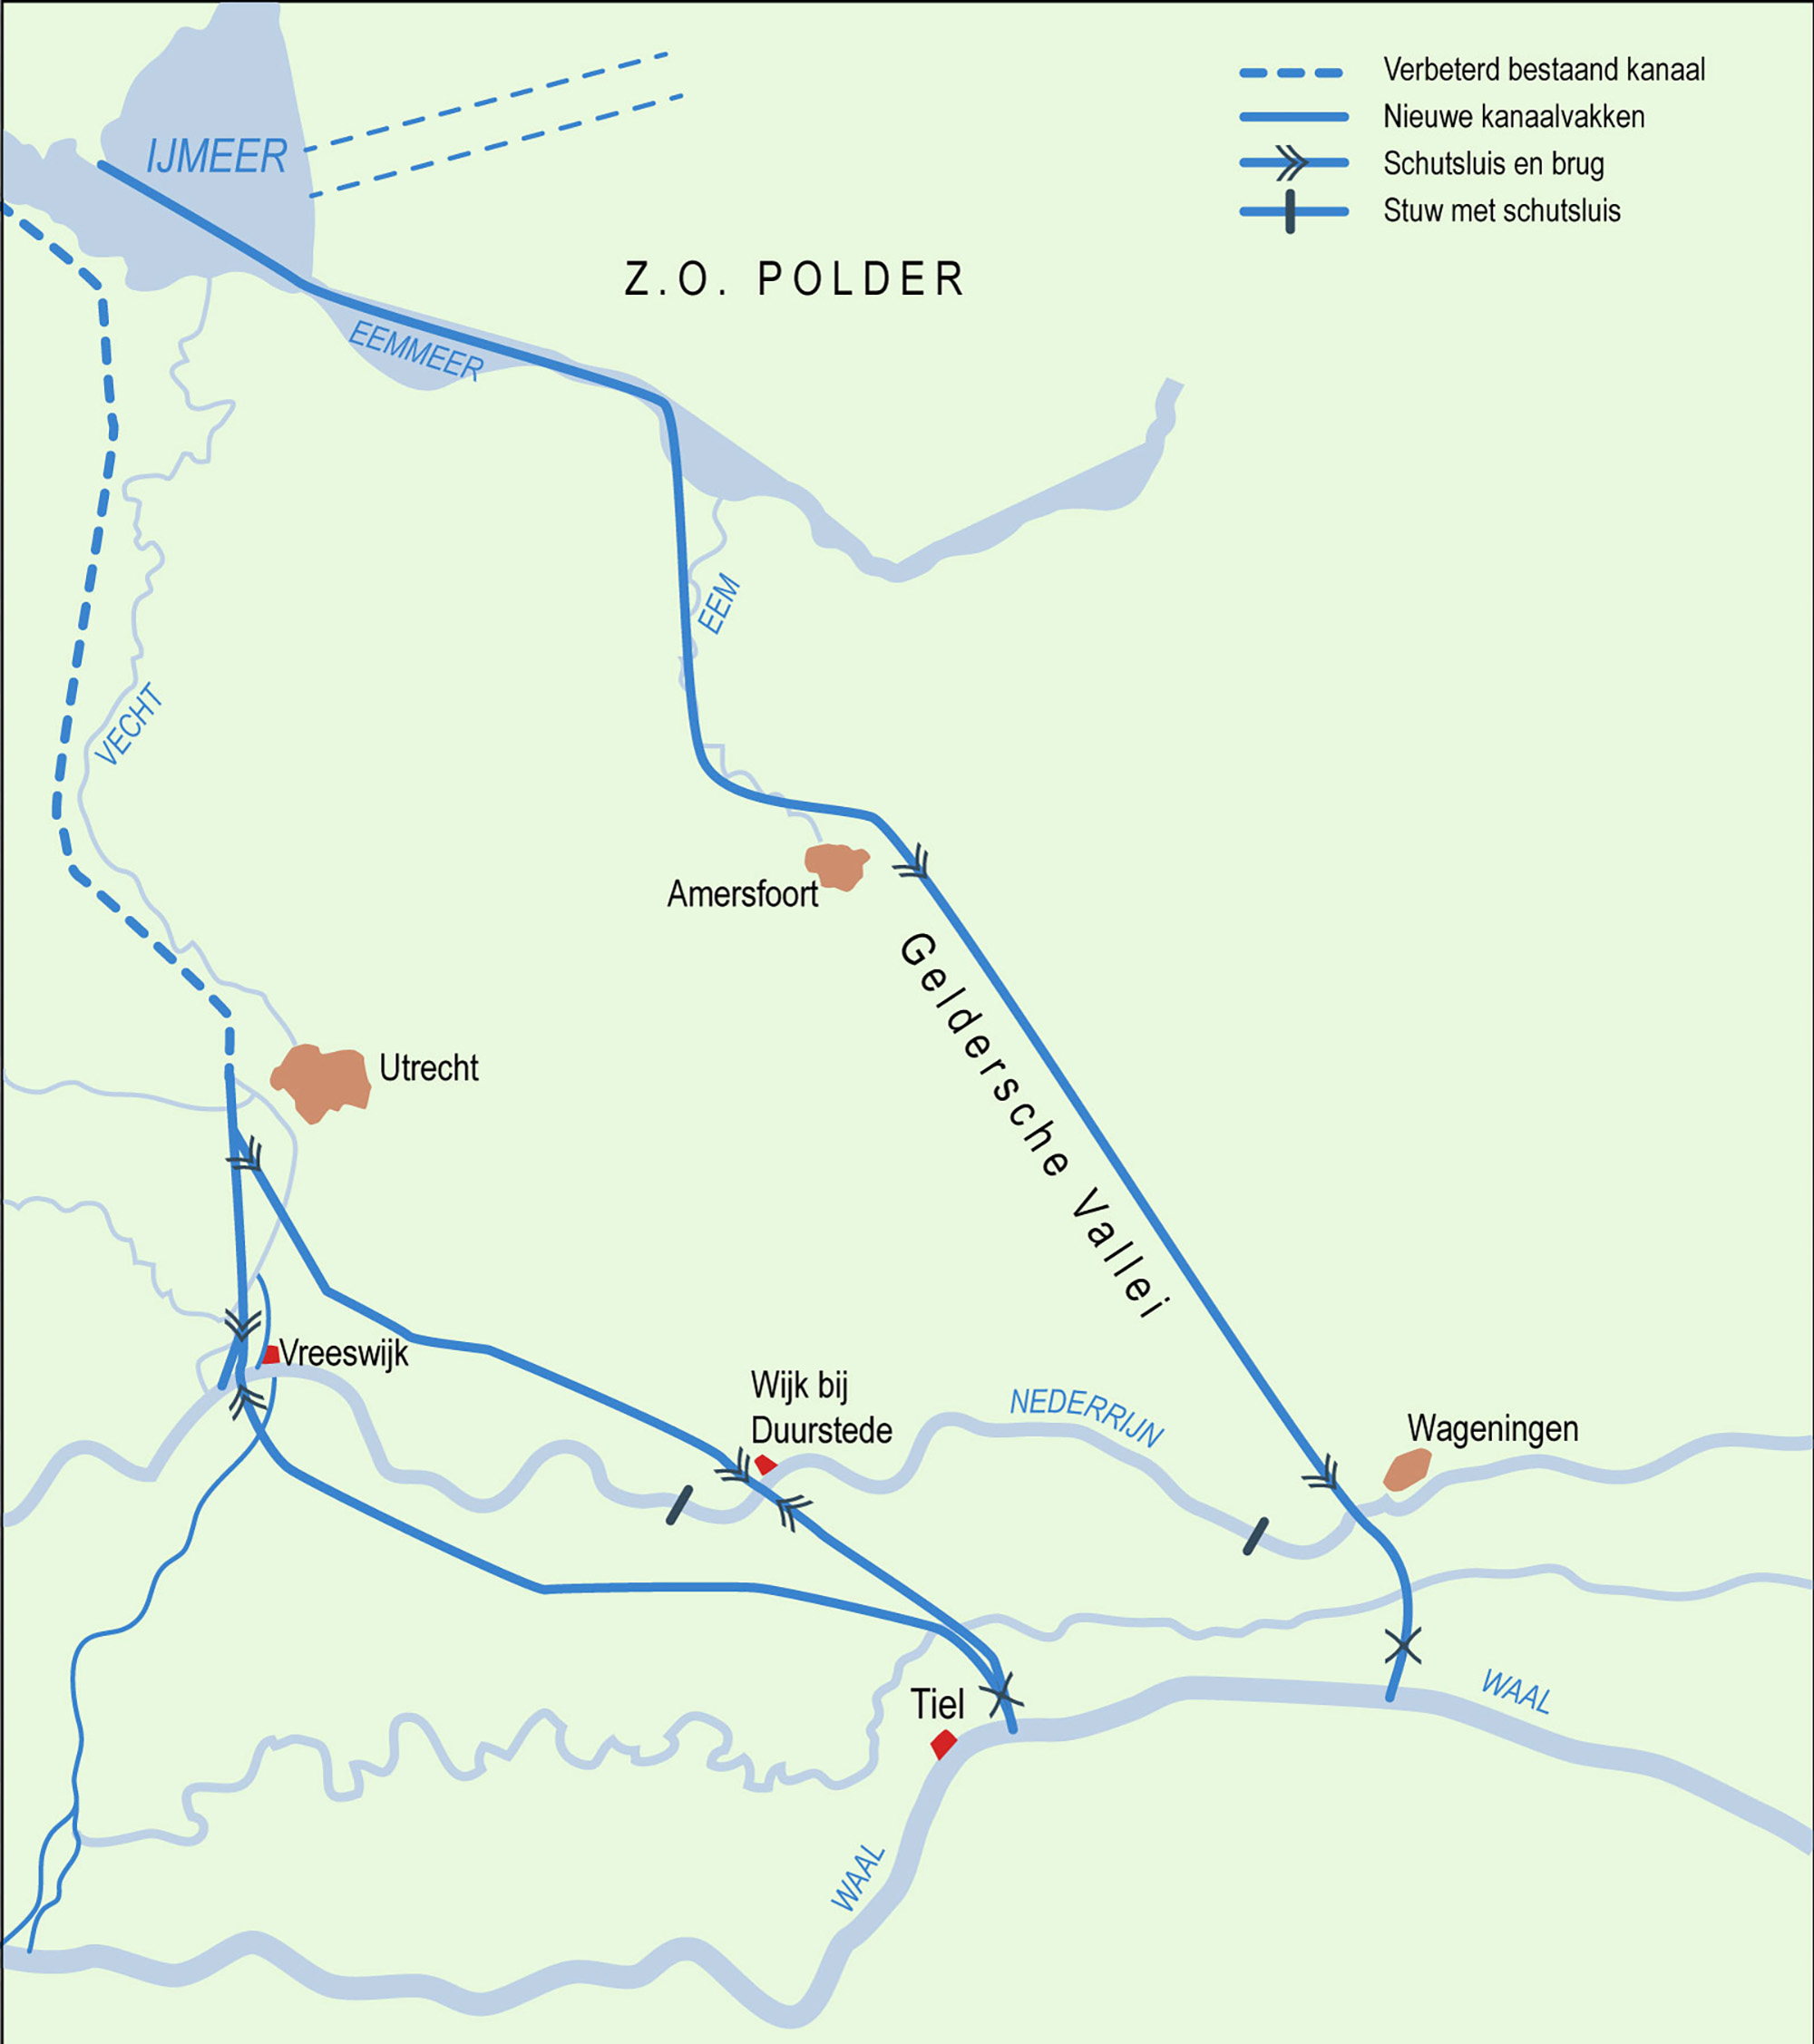 Verbeterd bestaand kanaal
Nieuwe kanaalvakken
Schutsluis en brug
Stuw met schutsluis
IJMEER
Z.O. POLDER
EEMMEER
EEM
VECHT
Amersfoort
Geldersche Vallei
Utrecht
Vreeswijk
Wijk bij
Duurstede
NEDERRIJN
Wageningen
Tiel
WAAL
WAAL